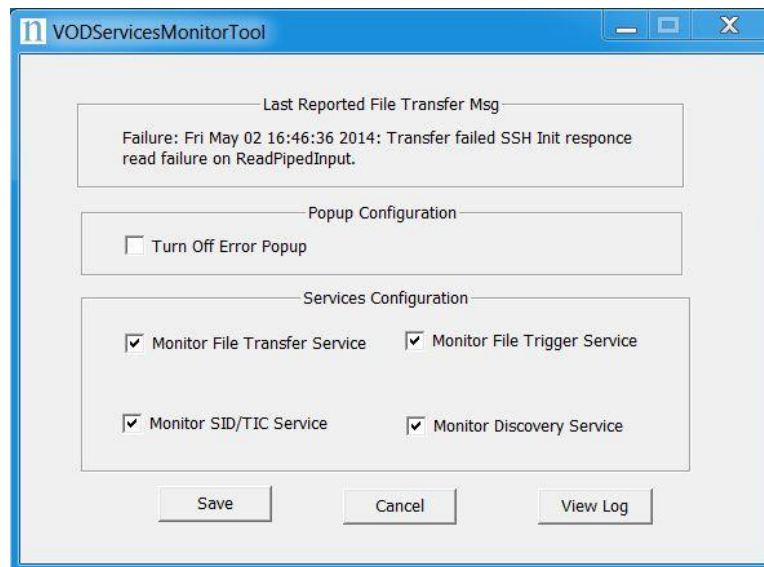 n VODServicesMonitorTool
Last Reported File Transfer Msg
Failure: Fri May 02 16:46:36 2014: Transfer failed SSH Init responce
read failure on ReadPipedInput.
Popup Configuration
Turn Off Error Popup
Services Configuration
Monitor File Transfer Service
Monitor File Trigger Service
Monitor SID/TIC Service
Monitor Discovery Service
Save
Cancel
View Log